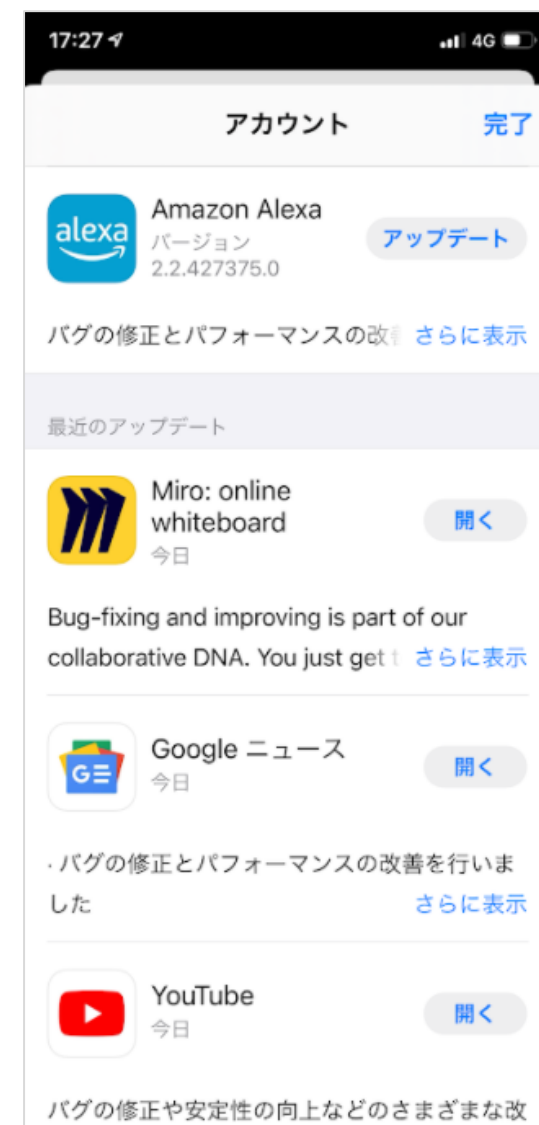 17:27 4G
アカウント 完了
alexa
Amazon Alexa
バージョン
2.2.427375.0
アップデート
バグの修正とパフォーマンスの改 さらに表示
最近のアップデート
Miro: online
whiteboard
今日
開く
Bug-fixing and improving is part of our
collaborative DNA. You just get さらに表示
GE
Google ニュース
今日
開く
· バグの修正とパフォーマンスの改善を行いま
した さらに表示
YouTube
今日
開く
バグの修正や安定性の向上などのさまざまな改